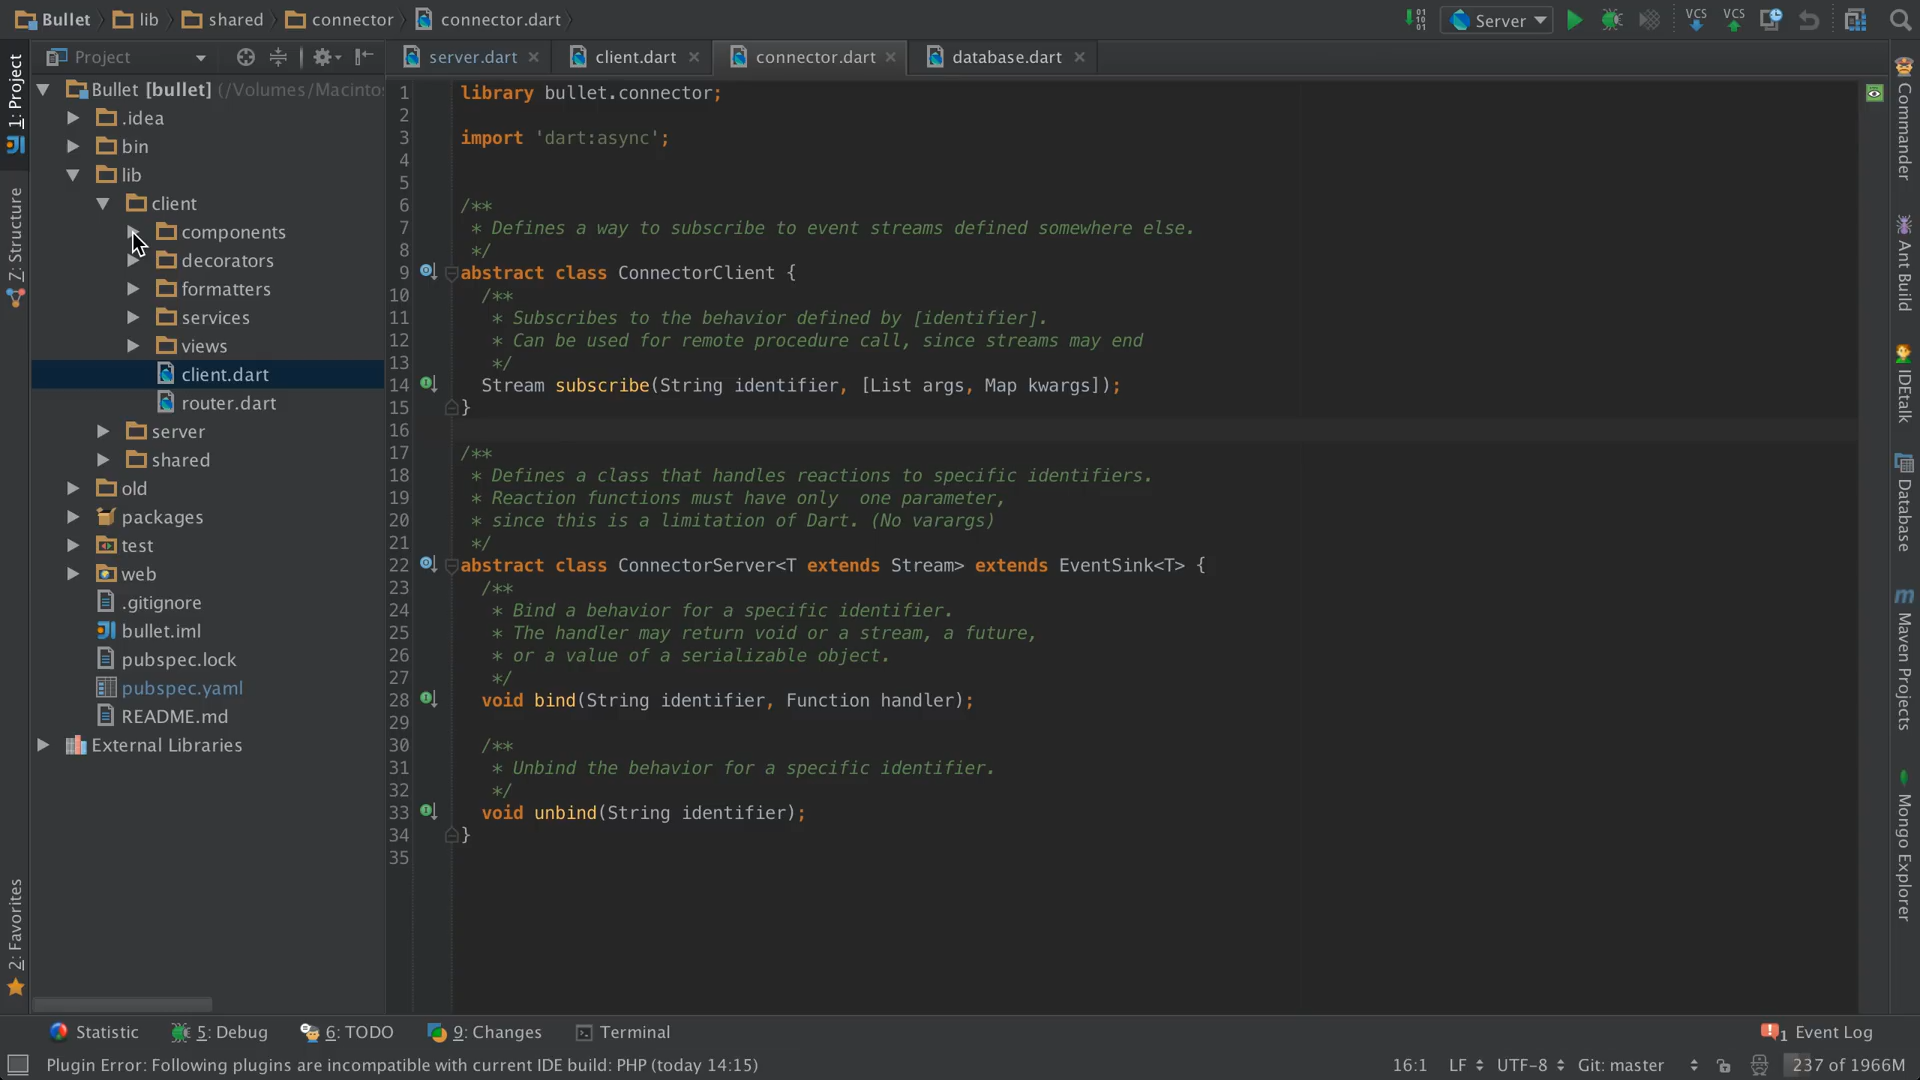 Bullet lib shared connector connector.dart
Server
VCS VCS
Project
server.dart client.dart connector.dart database.dart
1: Project
7: Structure
2: Favorites
Bullet [bullet] (/Volumes/Macinto
.idea
bin
lib
client
components
decorators
formatters
services
views
client.dart
router.dart
server
shared
old
packages
test
web
.gitignore
bullet.iml
pubspec.lock
pubspec.yaml
README.md
External Libraries
1 library bullet.connector;
2
3 import 'dart:async';
4
5
6 /**
7 * Defines a way to subscribe to event streams defined somewhere else.
8 */
9 abstract class ConnectorClient {
10 /**
11 * Subscribes to the behavior defined by [identifier].
12 * Can be used for remote procedure call, since streams may end
13 */
14 Stream subscribe(String identifier, [List args, Map kwargs]);
15 }
16
17 /**
18 * Defines a class that handles reactions to specific identifiers.
19 * Reaction functions must have only  one parameter,
20 * since this is a limitation of Dart. (No varargs)
21 */
22 abstract class ConnectorServer<T extends Stream> extends EventSink<T> {
23 /**
24 * Bind a behavior for a specific identifier.
25 * The handler may return void or a stream, a future,
26 * or a value of a serializable object.
27 */
28 void bind(String identifier, Function handler);
29
30 /**
31 * Unbind the behavior for a specific identifier.
32 */
33 void unbind(String identifier);
34 }
35
Commander
Ant Build
IDEtalk
Database
Maven Projects
Mongo Explorer
Statistic 5: Debug 6: TODO 9: Changes Terminal 1 Event Log
Plugin Error: Following plugins are incompatible with current IDE build: PHP (today 14:15) 16:1 LF UTF-8 Git: master 237 of 1966M